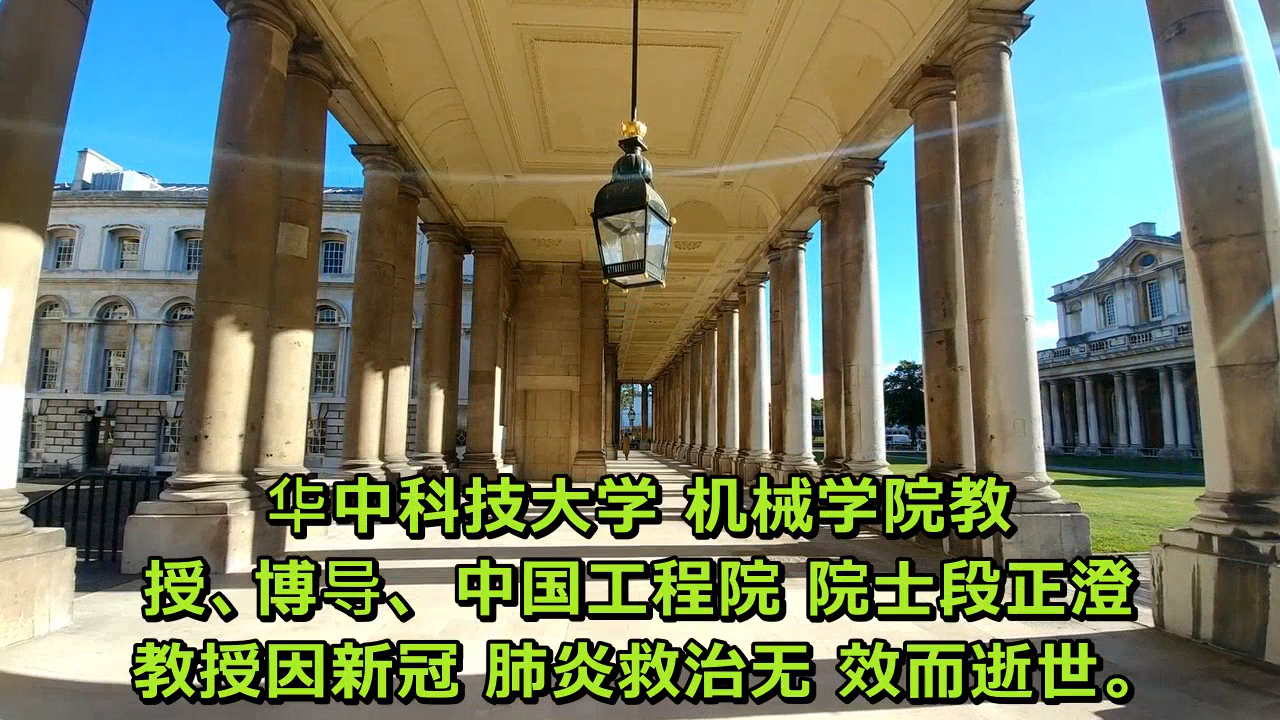 华中科技大学 机械学院教
授、博导、中国工程院 院士段正澄
教授因新冠 肺炎救治无 效而逝世。